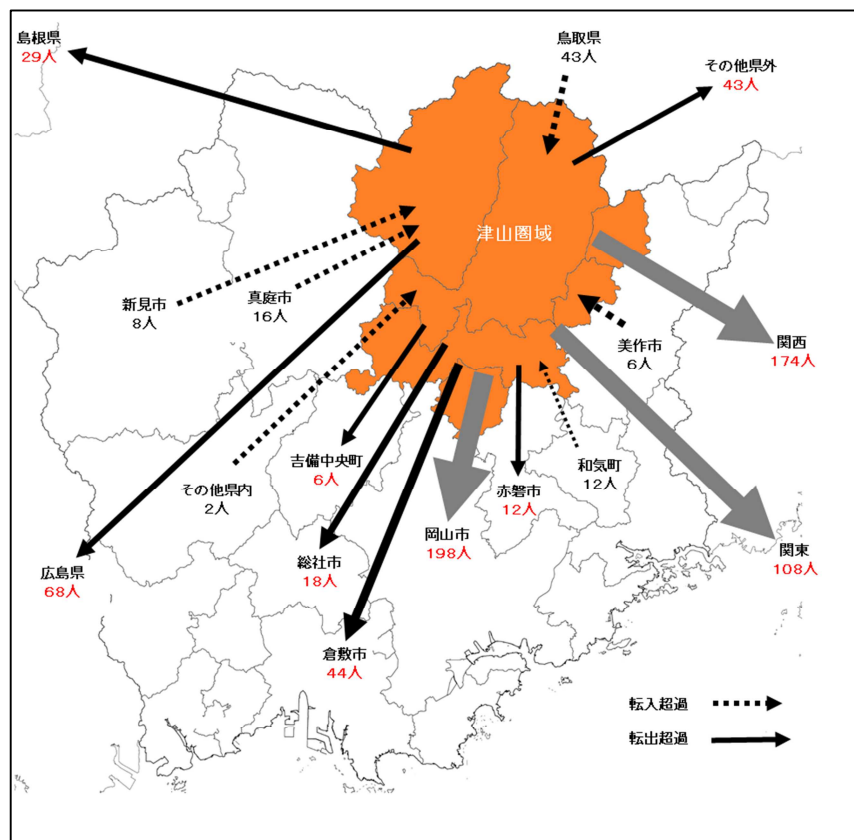 島根県
29人
鳥取県
43人
その他県外
43人
津山圏域
新見市
8人
真庭市
16人
美作市
6人
関西
174人
吉備中央町
6人
その他県内
2人
和気町
12人
赤磐市
12人
岡山市
198人
関東
108人
総社市
18人
広島県
68人
倉敷市
44人
転入超過
転出超過